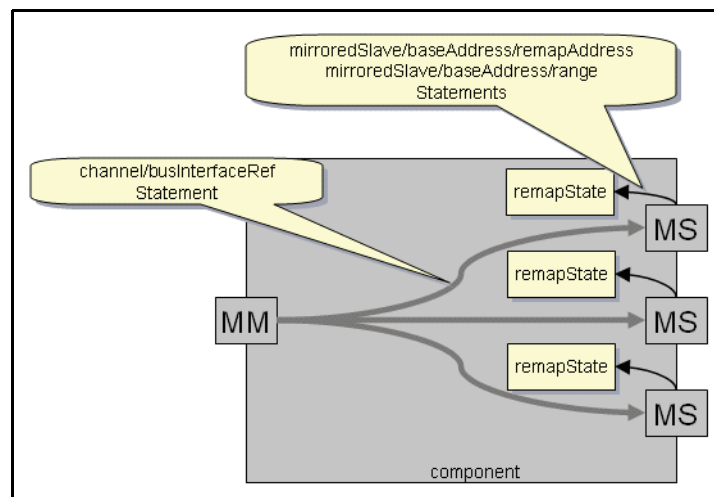 mirroredSlave/baseAddress/remapAddress
mirroredSlave/baseAddress/range
Statements
channel/busInterfaceRef
Statement
remapState
MS
remapState
MM
MS
remapState
MS
component